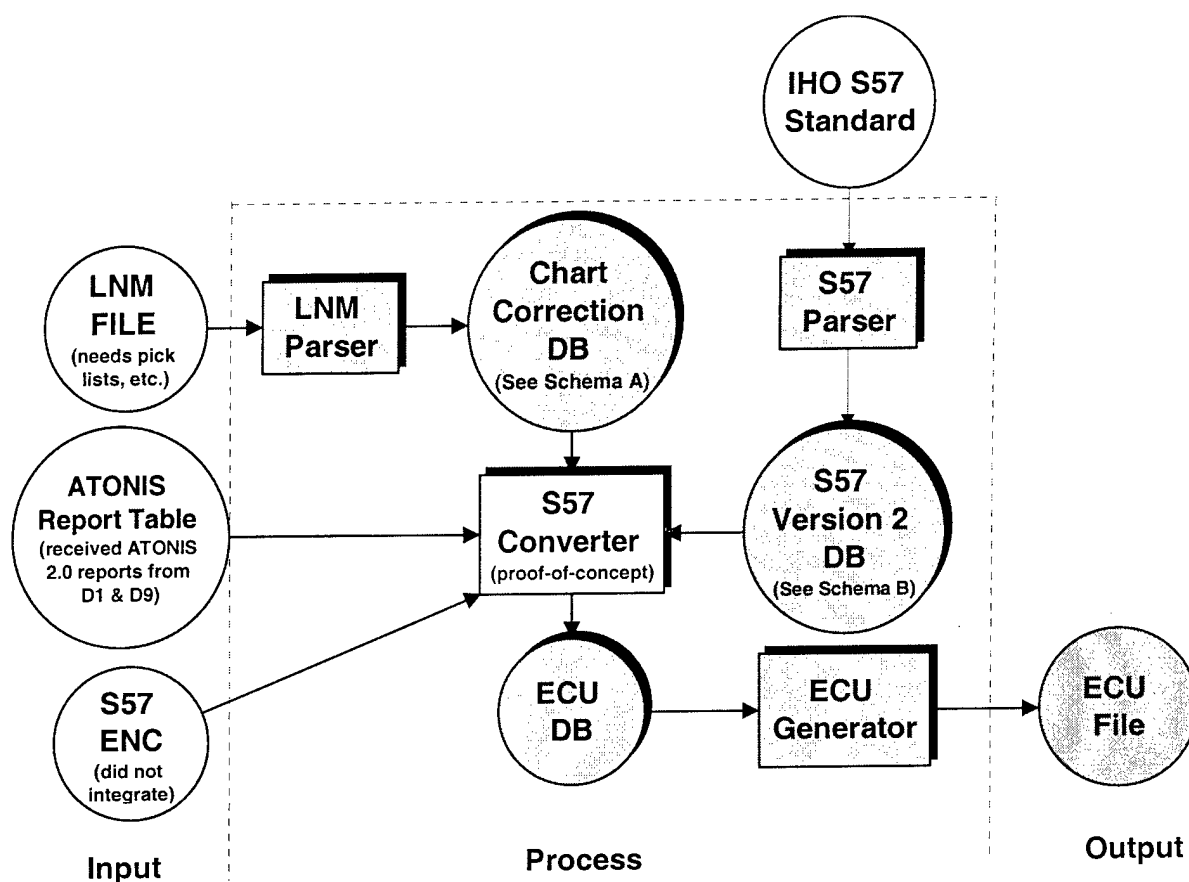 IHO S57
Standard
LNM
FILE
(needs pick
lists, etc.)
LNM
Parser
Chart
Correction
DB
(See Schema A)
S57
Parser
ATONIS
Report Table
(received ATONIS
2.0 reports from
D1 & D9)
S57
Converter
(proof-of-concept)
S57
Version 2
DB
(See Schema B)
S57
ENC
(did not
integrate)
ECU
DB
ECU
Generator
ECU
File
Input
Process
Output